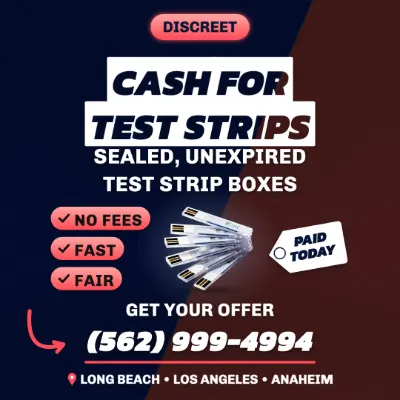 DISCREET
CASH FOR
TEST STRIPS
SEALED, UNEXPIRED
TEST STRIP BOXES
NO FEES
FAST
FAIR
PAID
TODAY
GET YOUR OFFER
(562) 999-4994
LONG BEACH • LOS ANGELES • ANAHEIM